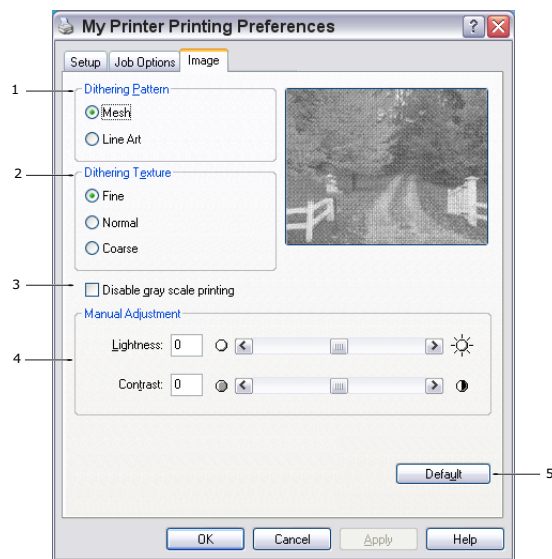 My Printer Printing Preferences
Setup Job Options Image
1
Dithering Pattern
Mesh
Line Art
2
Dithering Texture
Fine
Normal
Coarse
3
Disable gray scale printing
Manual Adjustment
4
Lightness: 0
Contrast: 0
Default
5
OK Cancel Apply Help